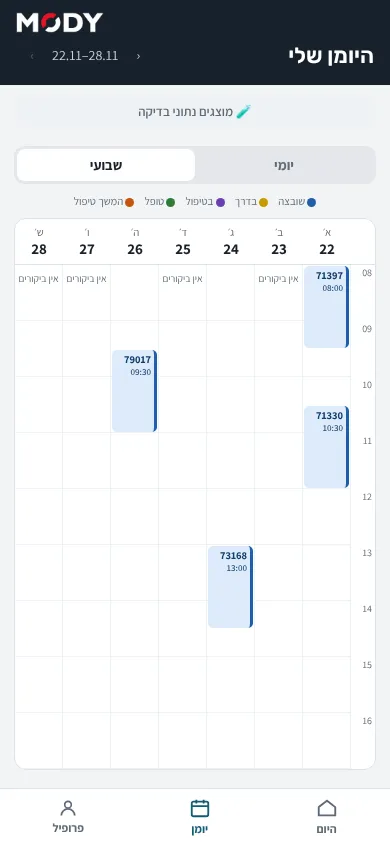 MODY
היומן שלי
‹ 22.11–28.11 ›
🧪 מוצגים נתוני בדיקה
יומי
שבועי
שובצה
בדרך
בטיפול
טופל
המשך טיפול
א׳ ב׳ ג׳ ד׳ ה׳ ו׳ ש׳
22 23 24 25 26 27 28
אין ביקורים
אין ביקורים
אין ביקורים
אין ביקורים
08
71397
08:00
09
79017
09:30
10
71330
10:30
11
12
13
73168
13:00
14
15
16
היום
יומן
פרופיל